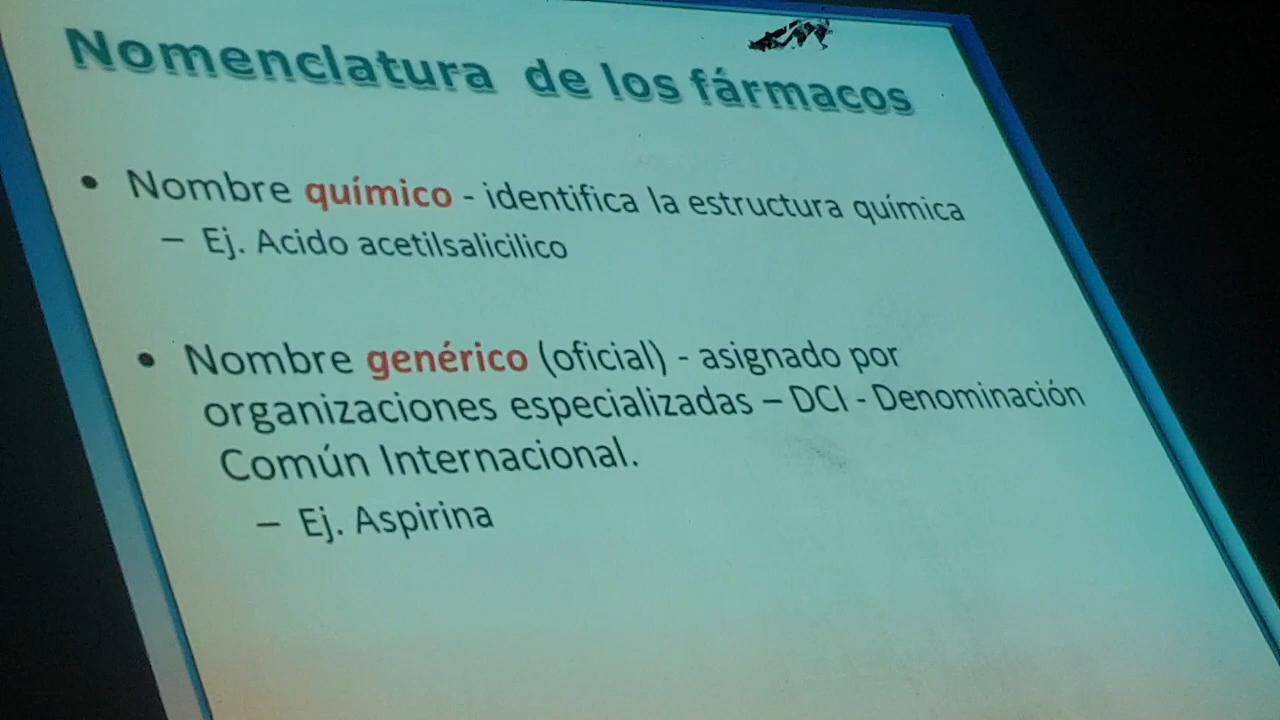 Nomenclatura de los fármacos
• Nombre químico - identifica la estructura química
– Ej. Acido acetilsalicilico
• Nombre genérico (oficial) - asignado por
organizaciones especializadas – DCI - Denominación
Común Internacional.
– Ej. Aspirina